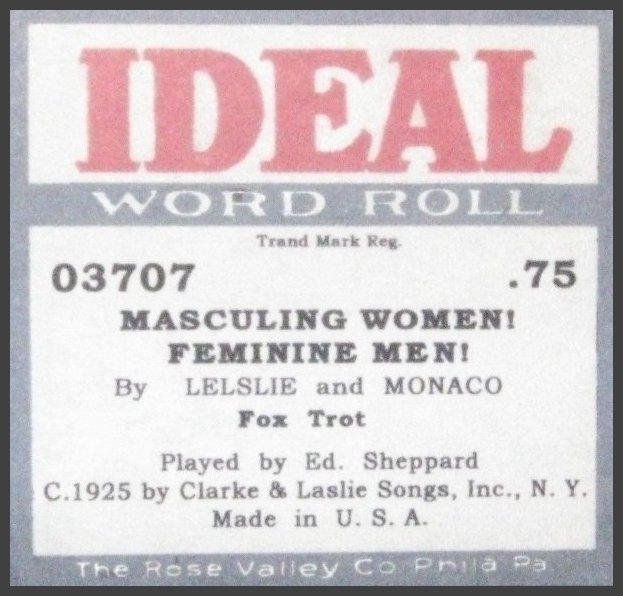 IDEAL
WORD ROLL
Trand Mark Reg.
03707 .75
MASCULING WOMEN!
FEMININE MEN!
By LELSLIE and MONACO
Fox Trot
Played by Ed. Sheppard
C.1925 by Clarke & Laslie Songs, Inc., N. Y.
Made in U. S. A.
The Rose Valley Co Phila Pa